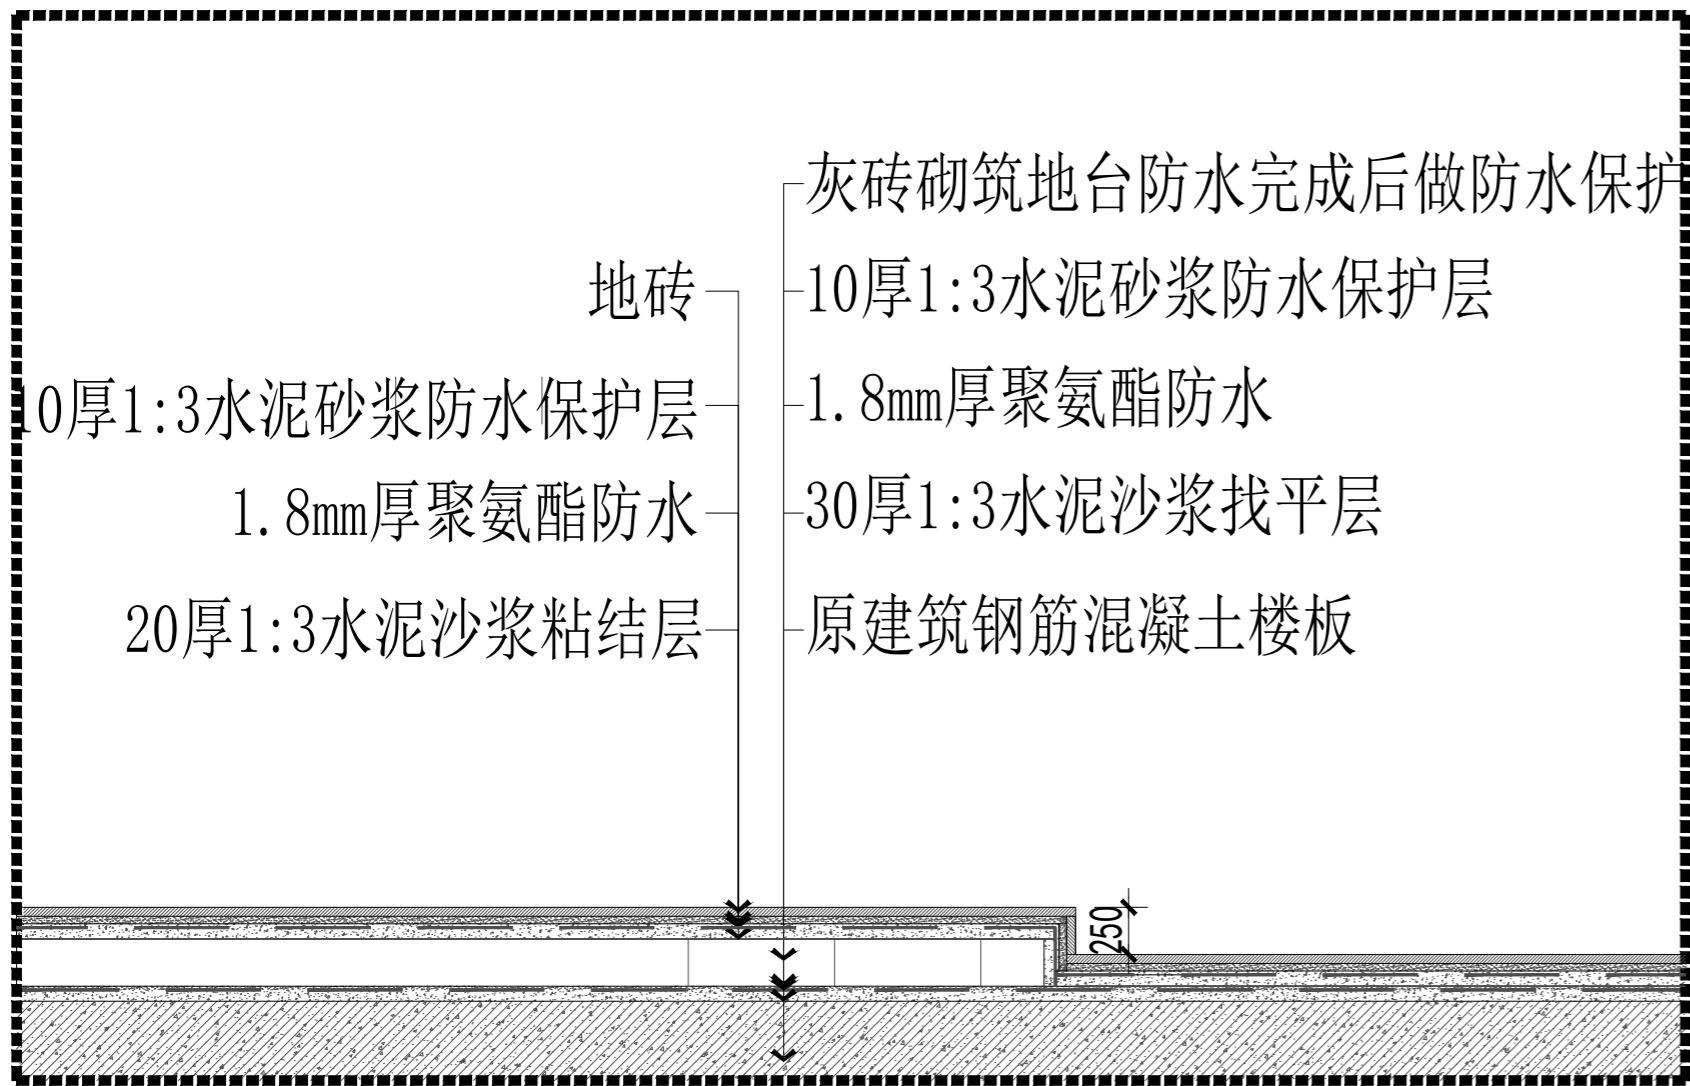 灰砖砌筑地台防水完成后做防水保护
地砖
10厚1:3水泥砂浆防水保护层
10厚1:3水泥砂浆防水保护层
1.8mm厚聚氨酯防水
1.8mm厚聚氨酯防水
30厚1:3水泥沙浆找平层
20厚1:3水泥沙浆粘结层
原建筑钢筋混凝土楼板
250